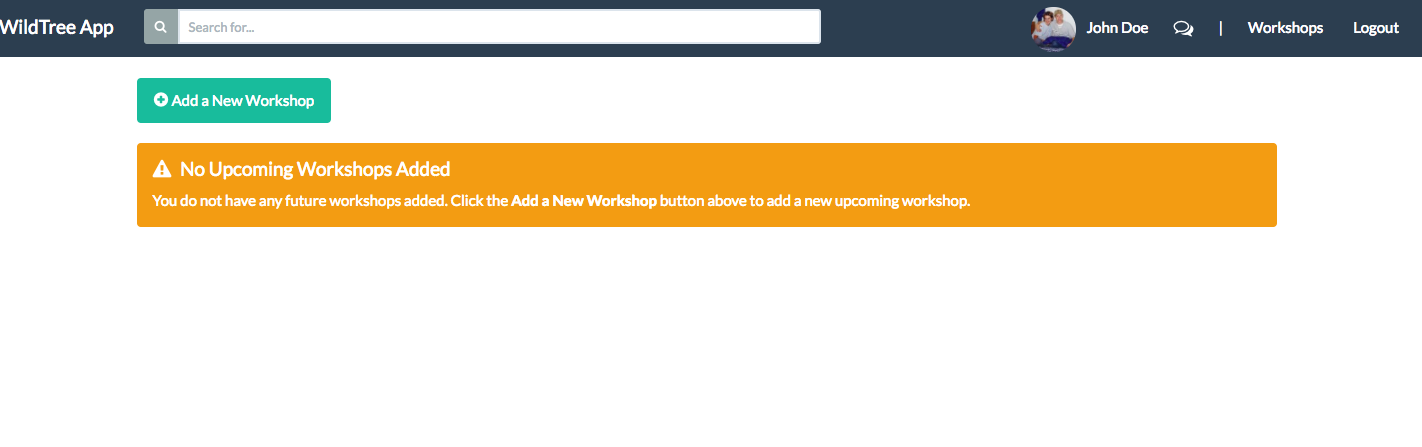 WildTree App
Search for...
John Doe
|
Workshops
Logout
Add a New Workshop
No Upcoming Workshops Added
You do not have any future workshops added. Click the Add a New Workshop button above to add a new upcoming workshop.